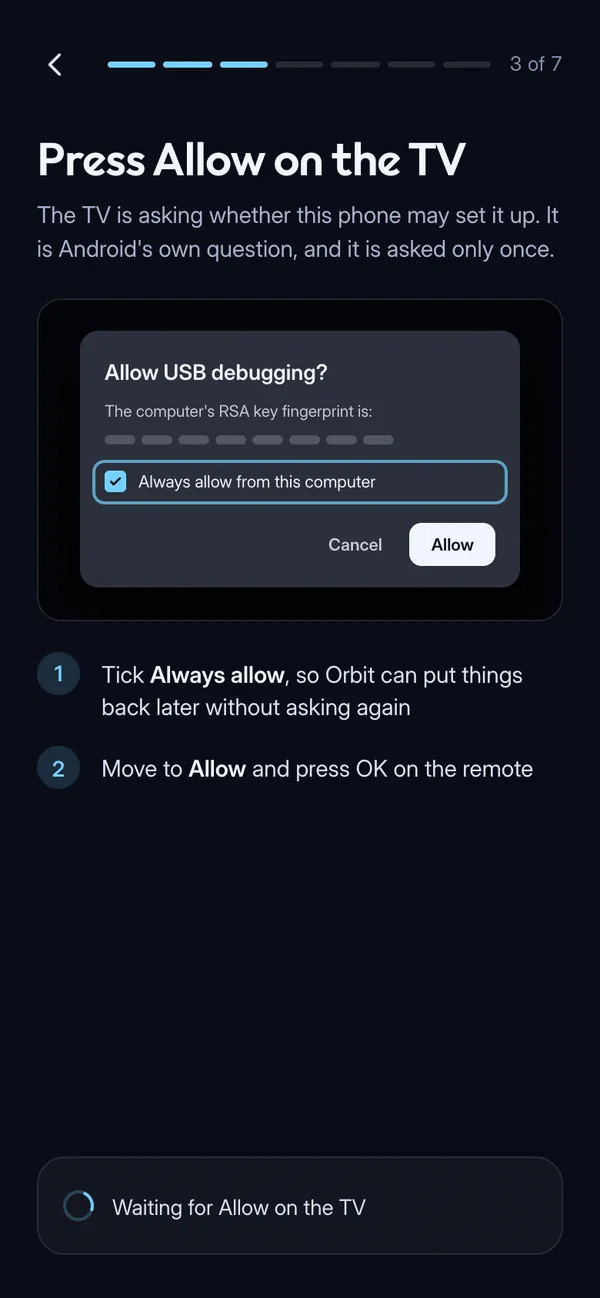 3 of 7
Press Allow on the TV
The TV is asking whether this phone may set it up. It
is Android's own question, and it is asked only once.
Allow USB debugging?
The computer's RSA key fingerprint is:
Always allow from this computer
Cancel
Allow
1
Tick Always allow, so Orbit can put things
back later without asking again
2
Move to Allow and press OK on the remote
Waiting for Allow on the TV